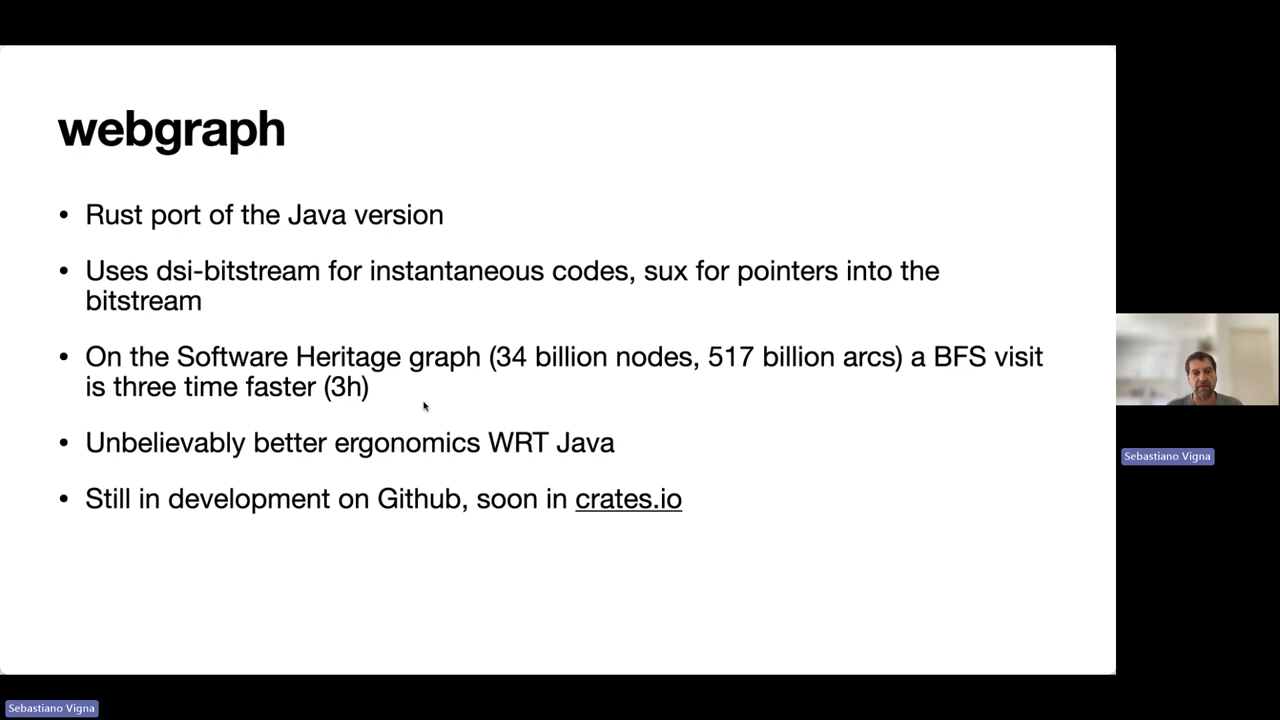 webgraph
• Rust port of the Java version
• Uses dsi-bitstream for instantaneous codes, sux for pointers into the
bitstream
• On the Software Heritage graph (34 billion nodes, 517 billion arcs) a BFS visit
is three time faster (3h)
• Unbelievably better ergonomics WRT Java
• Still in development on Github, soon in crates.io
Sebastiano Vigna
Sebastiano Vigna